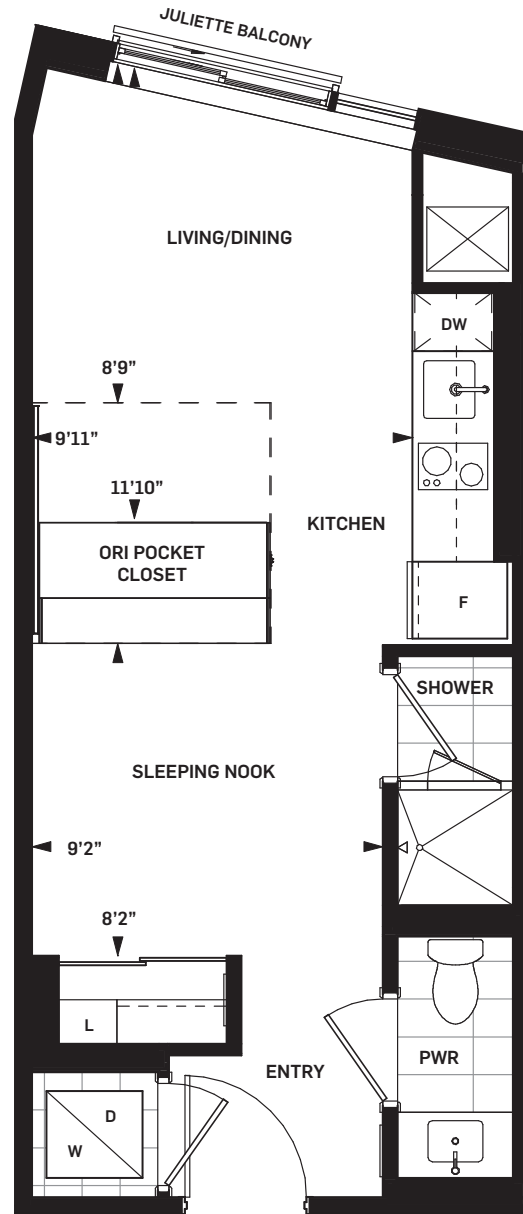 JULIETTE BALCONY
LIVING/DINING
DW
8’9”
9’11”
11’10”
KITCHEN
ORI POCKET
CLOSET
F
SHOWER
SLEEPING NOOK
9’2”
8’2”
L
ENTRY
PWR
D
W